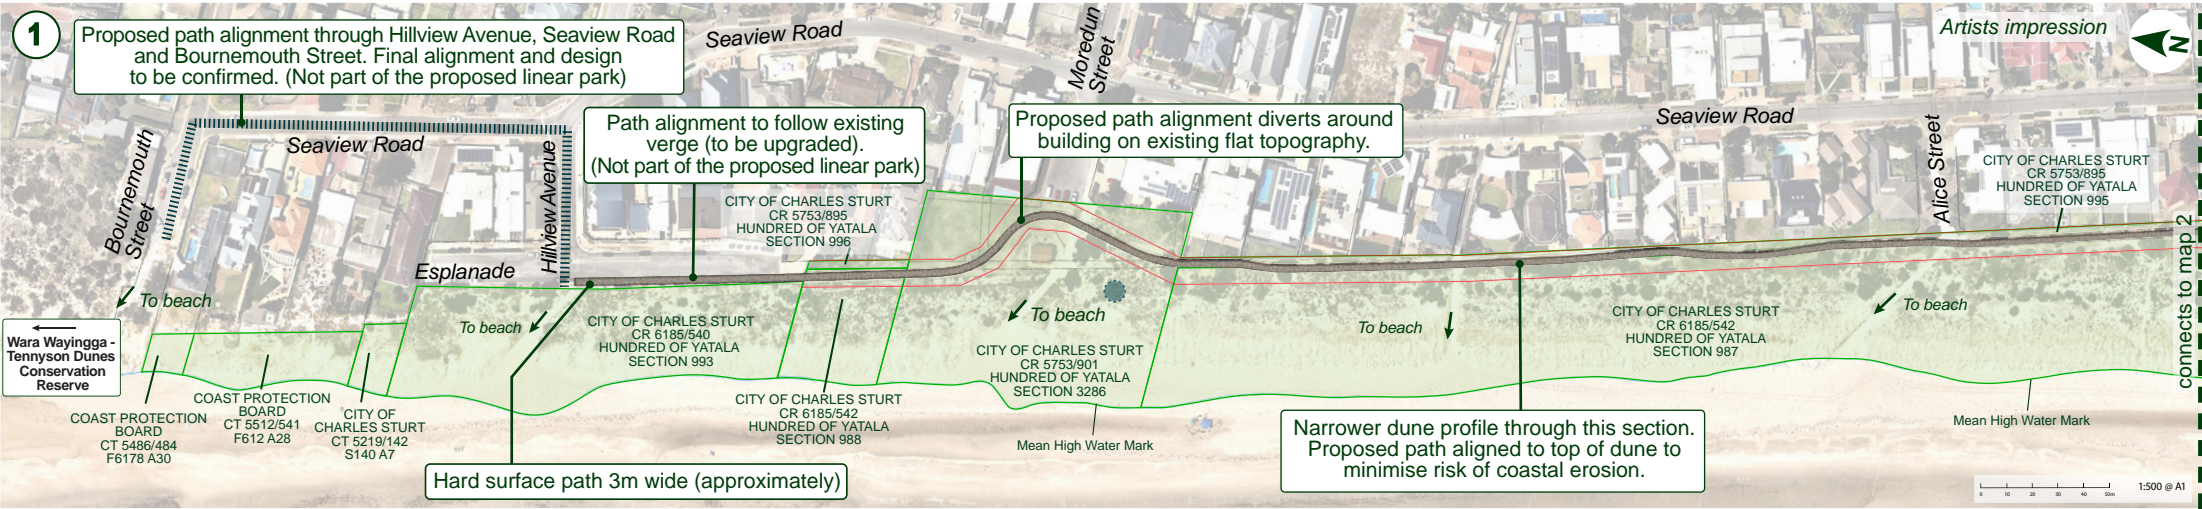 1
Proposed path alignment through Hillview Avenue, Seaview Road
and Bournemouth Street. Final alignment and design
to be confirmed. (Not part of the proposed linear park)
Seaview Road
Moredun
Street
Artists impression
N
Path alignment to follow existing
verge (to be upgraded).
(Not part of the proposed linear park)
Proposed path alignment diverts around
building on existing flat topography.
Seaview Road
Bournemouth
Street
Seaview Road
Hillview Avenue
Alice Street
CITY OF CHARLES STURT
CR 5753/895
HUNDRED OF YATALA
SECTION 995
CITY OF CHARLES STURT
CR 5753/895
HUNDRED OF YATALA
SECTION 996
Esplanade
To beach
To beach
To beach
To beach
To beach
Wara Wayingga -
Tennyson Dunes
Conservation
Reserve
CITY OF CHARLES STURT
CR 6185/540
HUNDRED OF YATALA
SECTION 993
CITY OF CHARLES STURT
CR 5753/901
HUNDRED OF YATALA
SECTION 3286
CITY OF CHARLES STURT
CR 6185/542
HUNDRED OF YATALA
SECTION 987
connects to map 2
COAST PROTECTION
BOARD
CT 5486/484
F6178 A30
COAST PROTECTION
BOARD
CT 5512/541
F612 A28
CITY OF
CHARLES STURT
CT 5219/142
S140 A7
CITY OF CHARLES STURT
CR 6185/542
HUNDRED OF YATALA
SECTION 988
Mean High Water Mark
Mean High Water Mark
Hard surface path 3m wide (approximately)
Narrower dune profile through this section.
Proposed path aligned to top of dune to
minimise risk of coastal erosion.
0 10 20 30 40 50m
1:500 @ A1